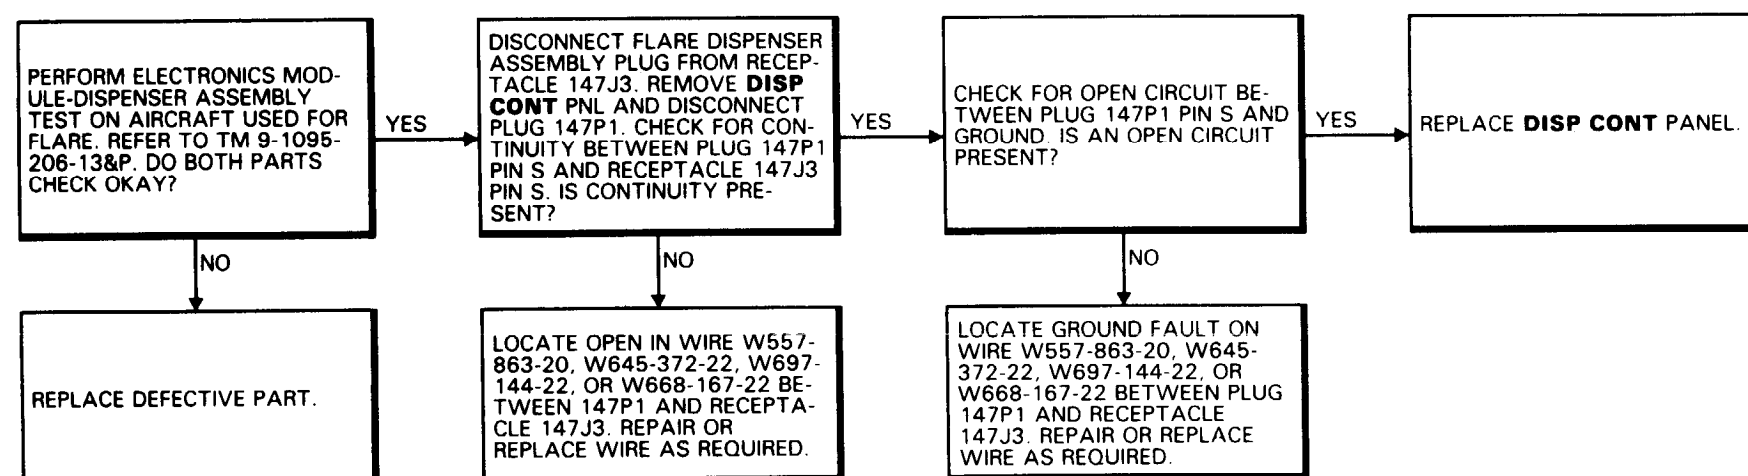 PERFORM ELECTRONICS MOD-
ULE-DISPENSER ASSEMBLY
TEST ON AIRCRAFT USED FOR
FLARE. REFER TO TM 9-1095-
206-13&P. DO BOTH PARTS
CHECK OKAY?
YES
DISCONNECT FLARE DISPENSER
ASSEMBLY PLUG FROM RECEP-
TACLE 147J3. REMOVE DISP
CONT PNL AND DISCONNECT
PLUG 147P1. CHECK FOR CON-
TINUITY BETWEEN PLUG 147P1
PIN S AND RECEPTACLE 147J3
PIN S. IS CONTINUITY PRE-
SENT?
YES
CHECK FOR OPEN CIRCUIT BE-
TWEEN PLUG 147P1 PIN S AND
GROUND. IS AN OPEN CIRCUIT
PRESENT?
YES
REPLACE DISP CONT PANEL.
NO
NO
NO
REPLACE DEFECTIVE PART.
LOCATE OPEN IN WIRE W557-
863-20, W645-372-22, W697-
144-22, OR W668-167-22 BE-
TWEEN 147P1 AND RECEPTA-
CLE 147J3. REPAIR OR
REPLACE WIRE AS REQUIRED.
LOCATE GROUND FAULT ON
WIRE W557-863-20, W645-
372-22, W697-144-22, OR
W668-167-22 BETWEEN PLUG
147P1 AND RECEPTACLE
147J3. REPAIR OR REPLACE
WIRE AS REQUIRED.